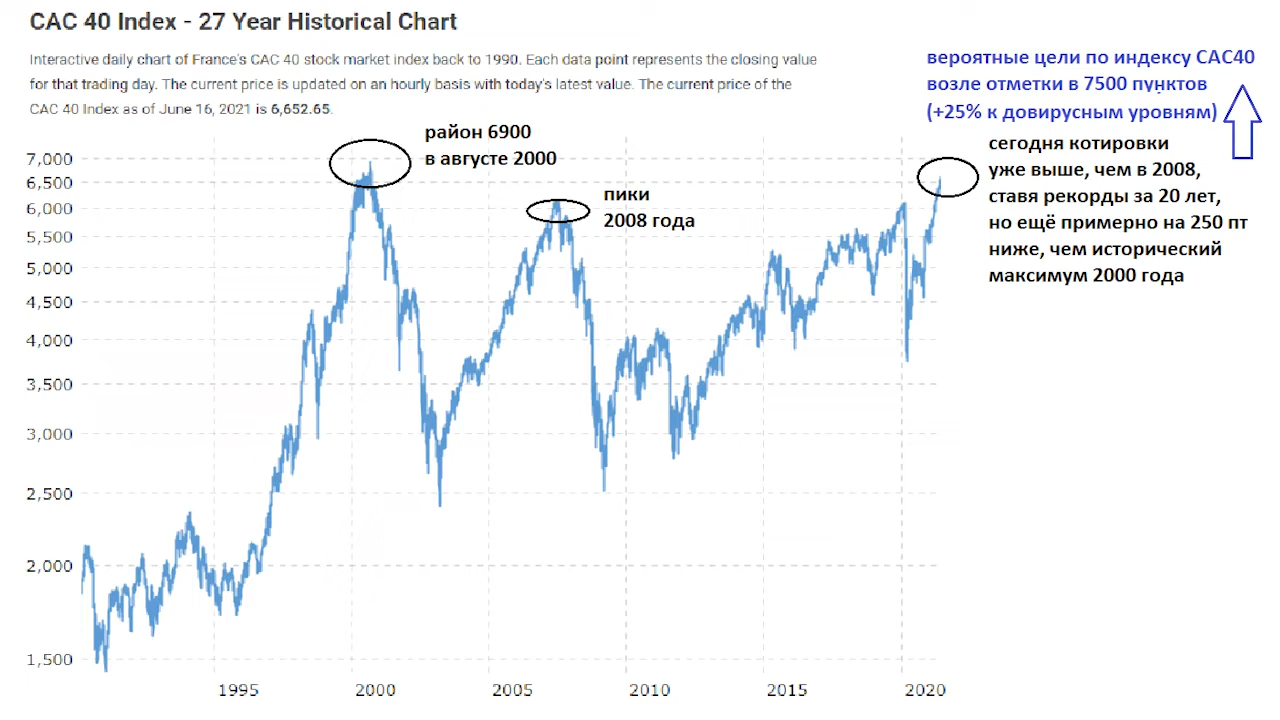 CAC 40 Index - 27 Year Historical Chart
Interactive daily chart of France's CAC 40 stock market index back to 1990. Each data point represents the closing value
for that trading day. The current price is updated on an hourly basis with today's latest value. The current price of the
CAC 40 Index as of June 16, 2021 is 6,652.65.
вероятные цели по индексу CAC40
возле отметки в 7500 пунктов
(+25% к довирусным уровням)
район 6900
в августе 2000
пики
2008 года
сегодня котировки
уже выше, чем в 2008,
ставя рекорды за 20 лет,
но ещё примерно на 250 пт
ниже, чем исторический
максимум 2000 года
7,000
6,500
6,000
5,500
5,000
4,500
4,000
3,500
3,000
2,500
2,000
1,500
1995
2000
2005
2010
2015
2020